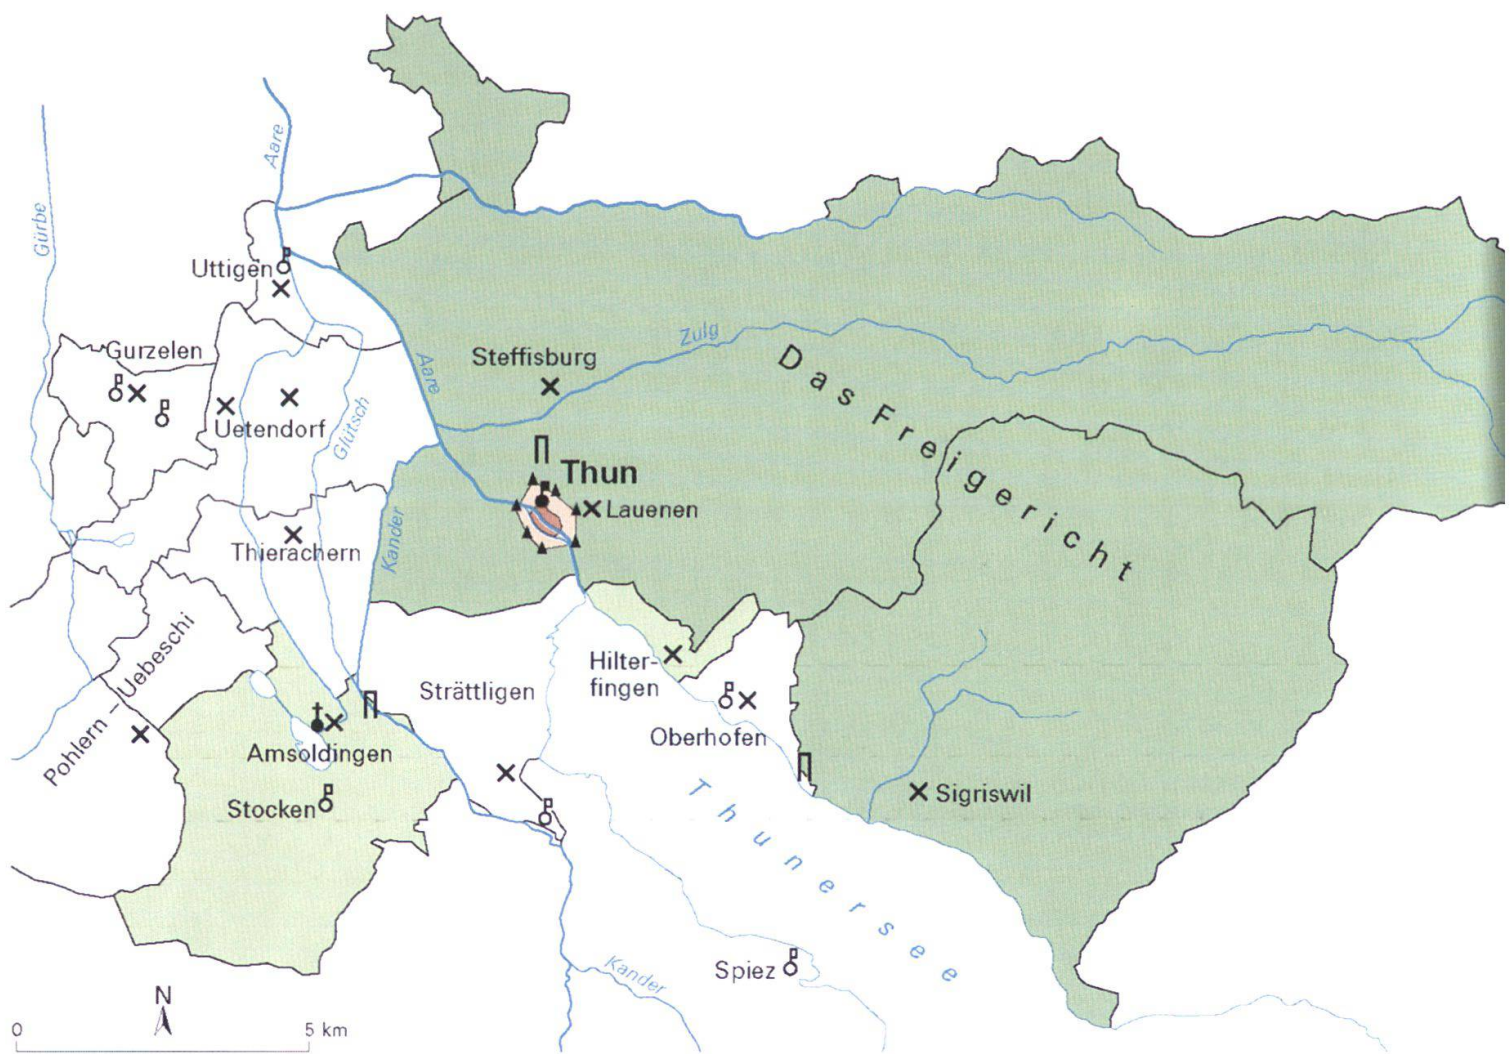 Aare
Gürbe
Uttigen
Gurzelen
Aare
Steffisburg
Zulg
Das Freigericht
Uetendorf
Glütsch
Thun
Lauenen
Kander
Thierachern
Pohlern – Uebeschi
Hilter-
fingen
Strättligen
Oberhofen
Amsoldingen
Stocken
Sigriswil
Thunersee
Spiez
Kander
N
0 5 km